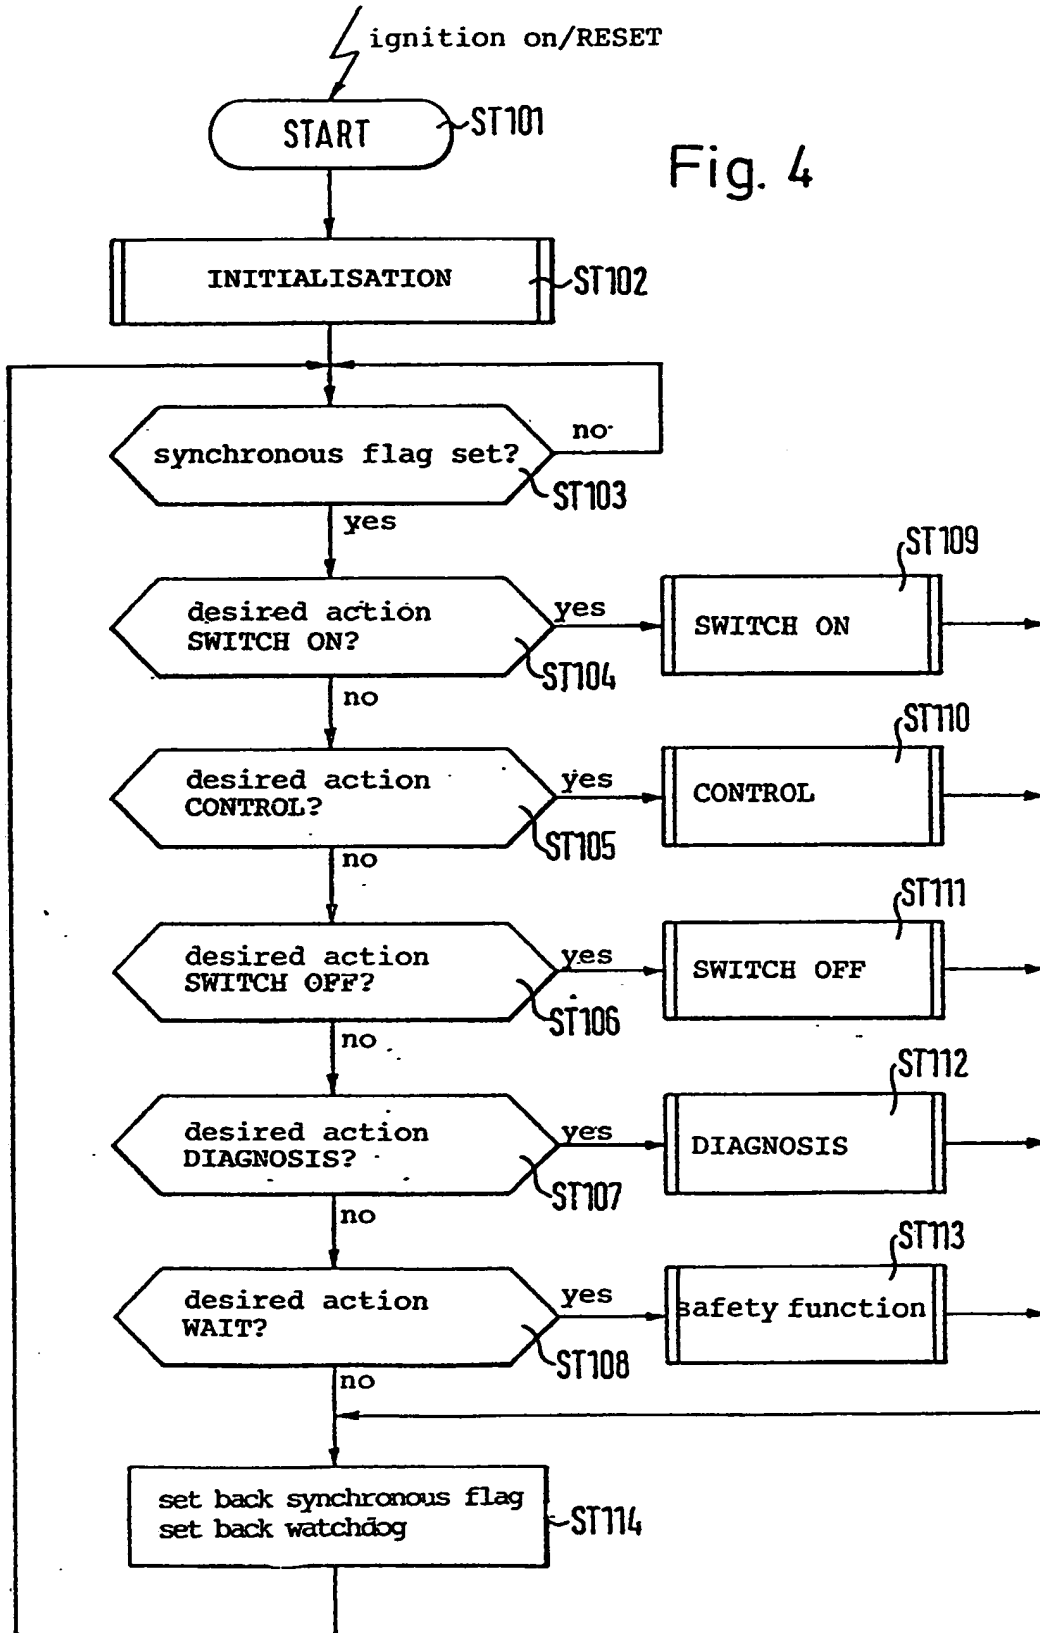 ignition on/RESET
START
ST101
Fig. 4
INITIALISATION
ST102
synchronous flag set?
no
ST103
yes
desired action
SWITCH ON?
ST104
yes
SWITCH ON
ST109
no
desired action
CONTROL?
ST105
yes
CONTROL
ST110
no
desired action
SWITCH OFF?
ST106
yes
SWITCH OFF
ST111
no
desired action
DIAGNOSIS?
ST107
yes
DIAGNOSIS
ST112
no
desired action
WAIT?
ST108
yes
safety function
ST113
no
set back synchronous flag
set back watchdog
ST114